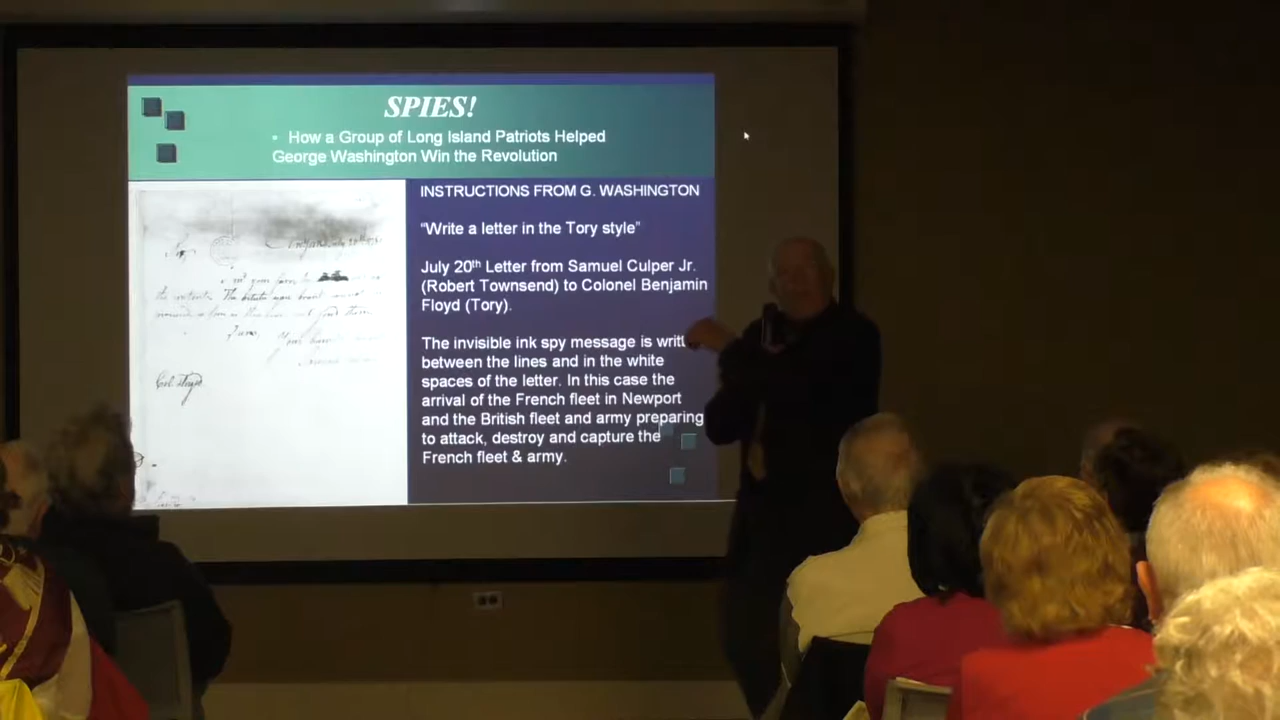 SPIES!
• How a Group of Long Island Patriots Helped
George Washington Win the Revolution
INSTRUCTIONS FROM G. WASHINGTON
“Write a letter in the Tory style”
July 20th Letter from Samuel Culper Jr.
(Robert Townsend) to Colonel Benjamin
Floyd (Tory).
The invisible ink spy message is writt
between the lines and in the white
spaces of the letter. In this case the
arrival of the French fleet in Newport
and the British fleet and army preparing
to attack, destroy and capture the
French fleet & army.